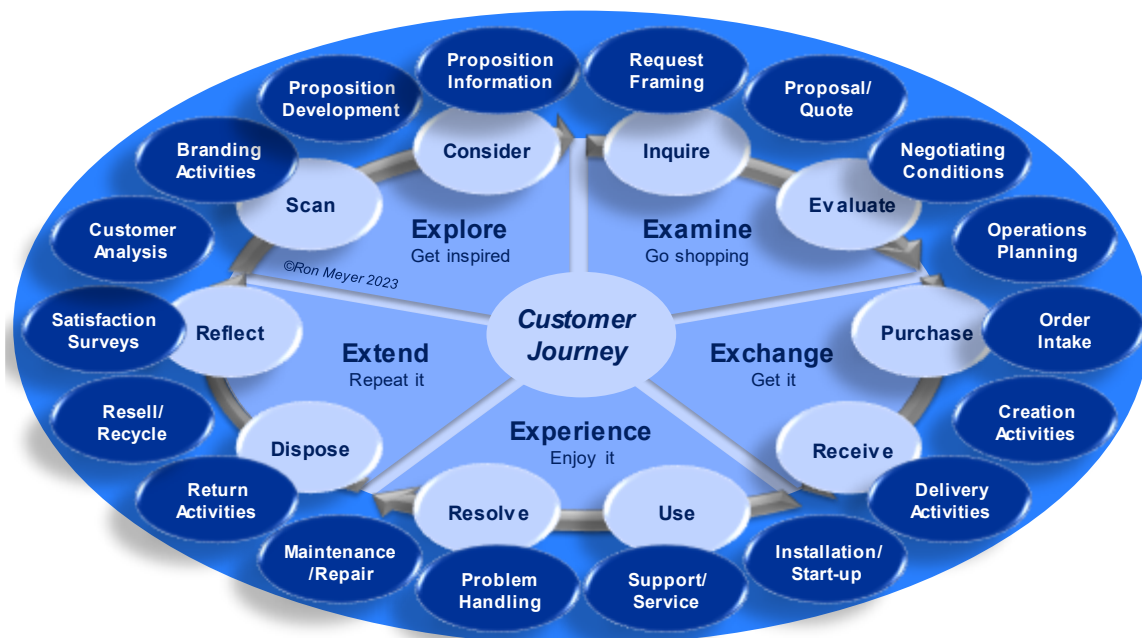 Proposition
Information
Request
Framing
Proposal/
Quote
Negotiating
Conditions
Operations
Planning
Order
Intake
Creation
Activities
Delivery
Activities
Installation/
Start-up
Support/
Service
Problem
Handling
Maintenance
/Repair
Return
Activities
Resell/
Recycle
Satisfaction
Surveys
Customer
Analysis
Branding
Activities
Proposition
Development
Consider
Inquire
Evaluate
Purchase
Receive
Use
Resolve
Dispose
Reflect
Scan
Explore
Get inspired
Examine
Go shopping
Exchange
Get it
Experience
Enjoy it
Extend
Repeat it
©Ron Meyer 2023
Customer
Journey